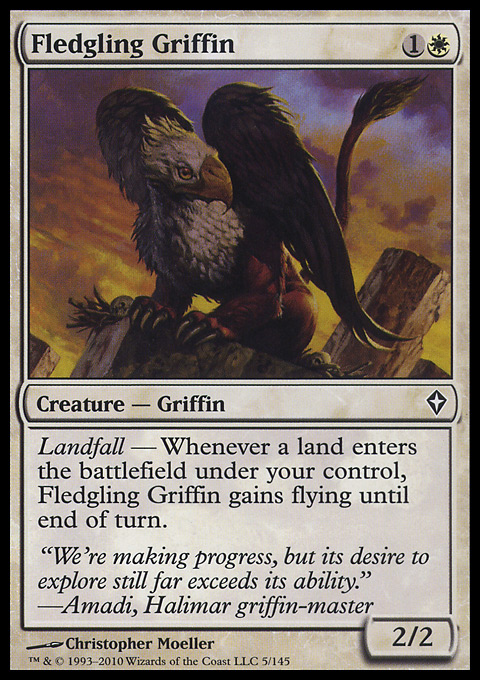 Fledgling Griffin 1
Creature — Griffin
Landfall — Whenever a land enters
the battlefield under your control,
Fledgling Griffin gains flying until
end of turn.
“We’re making progress, but its desire to
explore still far exceeds its ability.”
—Amadi, Halimar griffin-master
Christopher Moeller
2/2
™ & © 1993–2010 Wizards of the Coast LLC 5/145